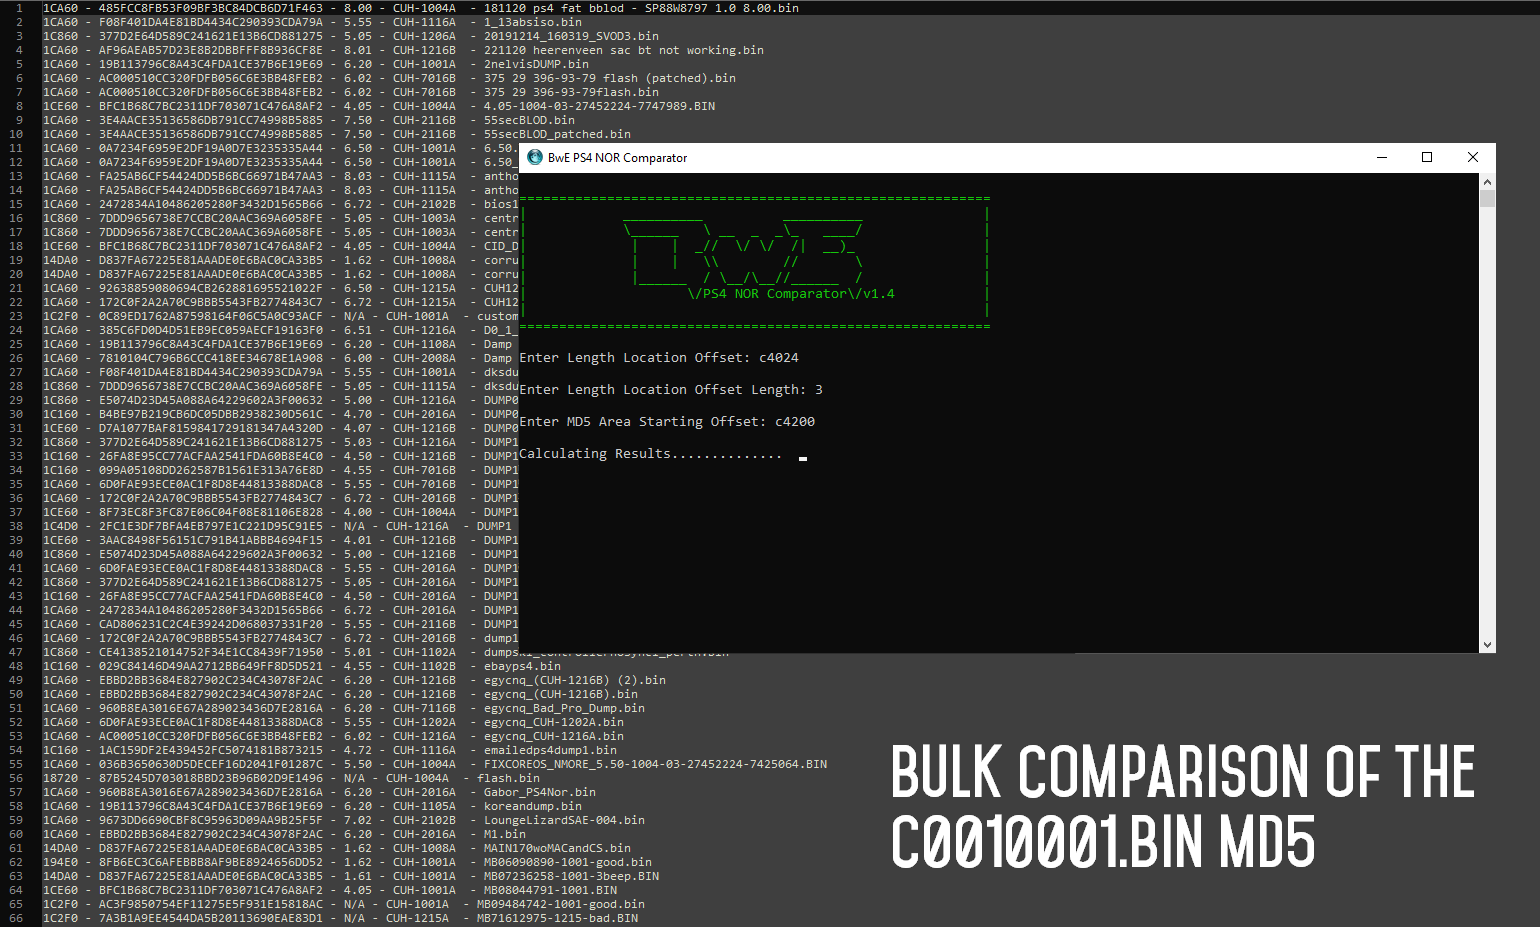 1 1CA60 - 485FCC8FB53F09BF3BC84DCB6D71F463 - 8.00 - CUH-1004A - 181120 ps4 fat bblod - SP88W8797 1.0 8.00.bin
2 1CA60 - F08F401DA4E81BD4434C290393CDA79A - 5.55 - CUH-1116A - 1_13absiso.bin
3 1C860 - 377D2E64D589C241621E13B6CD881275 - 5.05 - CUH-1206A - 20191214_160319_SVOD3.bin
4 1CA60 - AF96AEAB57D23E8B2DBBFFF8B936CF8E - 8.01 - CUH-1216B - 221120 heerenveen sac bt not working.bin
5 1CA60 - 19B113796C8A43C4FDA1CE37B6E19E69 - 6.20 - CUH-1001A - 2nelvisDUMP.bin
6 1CA60 - AC000510CC320FDFB056C6E3BB48FEB2 - 6.02 - CUH-7016B - 375 29 396-93-79 flash (patched).bin
7 1CA60 - AC000510CC320FDFB056C6E3BB48FEB2 - 6.02 - CUH-7016B - 375 29 396-93-79flash.bin
8 1CE60 - BFC1B68C7BC2311DF703071C476A8AF2 - 4.05 - CUH-1004A - 4.05-1004-03-27452224-7747989.BIN
9 1CA60 - 3E4AACE35136586DB791CC74998B5885 - 7.50 - CUH-2116B - 55secBLOD.bin
10 1CA60 - 3E4AACE35136586DB791CC74998B5885 - 7.50 - CUH-2116B - 55secBLOD_patched.bin
11 1CA60 - 0A7234F6959E2DF19A0D7E3235335A44 - 6.50 - CUH-1001A - 6.50.
12 1CA60 - 0A7234F6959E2DF19A0D7E3235335A44 - 6.50 - CUH-1001A - 6.50_
13 1CA60 - FA25AB6CF54424DD5B6BC66971B47AA3 - 8.03 - CUH-1115A - antho
14 1CA60 - FA25AB6CF54424DD5B6BC66971B47AA3 - 8.03 - CUH-1115A - antho
15 1CA60 - 2472834A10486205280F3432D1565B66 - 6.72 - CUH-2102B - bios1
16 1C860 - 7DDD9656738E7CCBC20AAC369A6058FE - 5.05 - CUH-1003A - centr
17 1C860 - 7DDD9656738E7CCBC20AAC369A6058FE - 5.05 - CUH-1003A - centr
18 1CE60 - BFC1B68C7BC2311DF703071C476A8AF2 - 4.05 - CUH-1004A - CID_D
19 14DA0 - D837FA67225E81AAADE0E6BAC0CA33B5 - 1.62 - CUH-1008A - corru
20 14DA0 - D837FA67225E81AAADE0E6BAC0CA33B5 - 1.62 - CUH-1008A - corru
21 1CA60 - 92638859080694CB262881695521022F - 6.50 - CUH-1215A - CUH12
22 1CA60 - 172C0F2A2A70C9BBB5543FB2774843C7 - 6.72 - CUH-1215A - CUH12
23 1C2F0 - 0C89ED1762A87598164F06C5A0C93ACF - N/A - CUH-1001A - custom
24 1CA60 - 385C6FD0D4D51EB9EC059AECF19163F0 - 6.51 - CUH-1216A - D0_1_
25 1CA60 - 19B113796C8A43C4FDA1CE37B6E19E69 - 6.20 - CUH-1108A - Damp
26 1CA60 - 7810104C796B6CCC418EE34678E1A908 - 6.00 - CUH-2008A - Damp
27 1CA60 - F08F401DA4E81BD4434C290393CDA79A - 5.55 - CUH-1001A - dksdu
28 1C860 - 7DDD9656738E7CCBC20AAC369A6058FE - 5.05 - CUH-1115A - dksdu
29 1C860 - E5074D23D45A088A64229602A3F00632 - 5.00 - CUH-2016A - DUMP0
30 1C160 - B4BE97B219CB6DC05DBB2938230D561C - 4.70 - CUH-2016A - DUMP0
31 1CE60 - D7A1077BAF8159841729181347A4320D - 4.07 - CUH-1216B - DUMP0
32 1C860 - 377D2E64D589C241621E13B6CD881275 - 5.03 - CUH-1216A - DUMP1
33 1C160 - 26FA8E95CC77ACFAA2541FDA60B8E4C0 - 4.50 - CUH-1216A - DUMP1
34 1C160 - 099A05108DD262587B1561E313A76E8D - 4.55 - CUH-7016B - DUMP1
35 1CA60 - 6D0FAE93ECE0AC1F8D8E44813388DAC8 - 5.55 - CUH-7016B - DUMP1
36 1CA60 - 172C0F2A2A70C9BBB5543FB2774843C7 - 6.72 - CUH-2016B - DUMP1
37 1CE60 - 8F73EC8F3FC87E06C04F08E81106E828 - 4.00 - CUH-1004A - DUMP1
38 1C4D0 - 2FC1E3DF7BFA4EB797E1C221D95C91E5 - N/A - CUH-1216A - DUMP1
39 1CE60 - 3AAC8498F56151C791B41ABBB4694F15 - 4.01 - CUH-1216B - DUMP1
40 1C860 - E5074D23D45A088A64229602A3F00632 - 5.00 - CUH-1216B - DUMP1
41 1CA60 - 6D0FAE93ECE0AC1F8D8E44813388DAC8 - 5.55 - CUH-2016A - DUMP1
42 1C860 - 377D2E64D589C241621E13B6CD881275 - 5.05 - CUH-2016A - DUMP1
43 1C160 - 26FA8E95CC77ACFAA2541FDA60B8E4C0 - 4.50 - CUH-2016A - DUMP1
44 1CA60 - 2472834A10486205280F3432D1565B66 - 6.72 - CUH-2016A - DUMP1
45 1CA60 - CAD806231C2C4E39242D068037331F20 - 5.55 - CUH-2116B - DUMP1
46 1CA60 - 172C0F2A2A70C9BBB5543FB2774843C7 - 6.72 - CUH-2016B - dump1
47 1C860 - CE4138521014752F34E1CC8439F71950 - 5.01 - CUH-1102A
48 1C160 - 029C84146D49AA2712BB649FF8D5D521 - 4.55 - CUH-1102B - ebayps4.bin
49 1CA60 - EBBD2BB3684E827902C234C43078F2AC - 6.20 - CUH-1216B - egycnq_(CUH-1216B) (2).bin
50 1CA60 - EBBD2BB3684E827902C234C43078F2AC - 6.20 - CUH-1216B - egycnq_(CUH-1216B).bin
51 1CA60 - 960B8EA3016E67A289023436D7E2816A - 6.20 - CUH-7116B - egycnq_Bad_Pro_Dump.bin
52 1CA60 - 6D0FAE93ECE0AC1F8D8E44813388DAC8 - 5.55 - CUH-1202A - egycnq_CUH-1202A.bin
53 1CA60 - AC000510CC320FDFB056C6E3BB48FEB2 - 6.02 - CUH-1216A - egycnq_CUH-1216A.bin
54 1C160 - 1AC159DF2E439452FC5074181B873215 - 4.72 - CUH-1116A - emailedps4dump1.bin
55 1CA60 - 036B3650630D5DECEF16D2041F01287C - 5.50 - CUH-1004A - FIXCOREOS_NMORE_5.50-1004-03-27452224-7425064.BIN
56 18720 - 87B5245D703018BBD23B96B02D9E1496 - N/A - CUH-1004A - flash.bin
57 1CA60 - 960B8EA3016E67A289023436D7E2816A - 6.20 - CUH-2016A - Gabor_PS4Nor.bin
58 1CA60 - 19B113796C8A43C4FDA1CE37B6E19E69 - 6.20 - CUH-1105A - koreandump.bin
59 1CA60 - 9673DD6690CBF8C95963D09AA9B25F5F - 7.02 - CUH-2102B - LoungeLizardSAE-004.bin
60 1CA60 - EBBD2BB3684E827902C234C43078F2AC - 6.20 - CUH-2016A - M1.bin
61 14DA0 - D837FA67225E81AAADE0E6BAC0CA33B5 - 1.62 - CUH-1008A - MAIN170woMACandCS.bin
62 194E0 - 8FB6EC3C6AFEBBB8AF9BE8924656DD52 - 1.62 - CUH-1001A - MB06090890-1001-good.bin
63 14DA0 - D837FA67225E81AAADE0E6BAC0CA33B5 - 1.61 - CUH-1001A - MB07236258-1001-3beep.BIN
64 1CE60 - BFC1B68C7BC2311DF703071C476A8AF2 - 4.05 - CUH-1001A - MB08044791-1001.BIN
65 1C2F0 - AC3F9850754EF11275E5F931E15818AC - N/A - CUH-1001A - MB09484742-1001-good.bin
66 1C2F0 - 7A3B1A9EE4544DA5B20113690EAE83D1 - N/A - CUH-1215A - MB71612975-1215-bad.BIN
BwE PS4 NOR Comparator
BWE
\/PS4 NOR Comparator\/v1.4
Enter Length Location Offset: c4024
Enter Length Location Offset Length: 3
Enter MD5 Area Starting Offset: c4200
Calculating Results..............
BULK COMPARISON OF THE
C0010001.BIN MD5